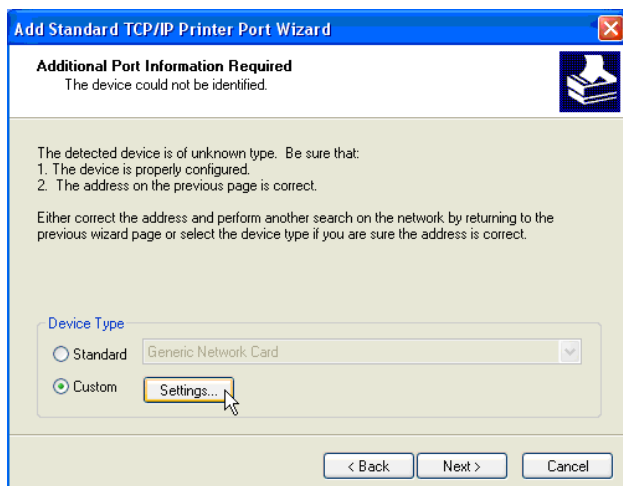 Add Standard TCP/IP Printer Port Wizard
Additional Port Information Required
The device could not be identified.
The detected device is of unknown type. Be sure that:
1. The device is properly configured.
2. The address on the previous page is correct.
Either correct the address and perform another search on the network by returning to the
previous wizard page or select the device type if you are sure the address is correct.
Device Type
Standard Generic Network Card
Custom Settings...
< Back Next > Cancel